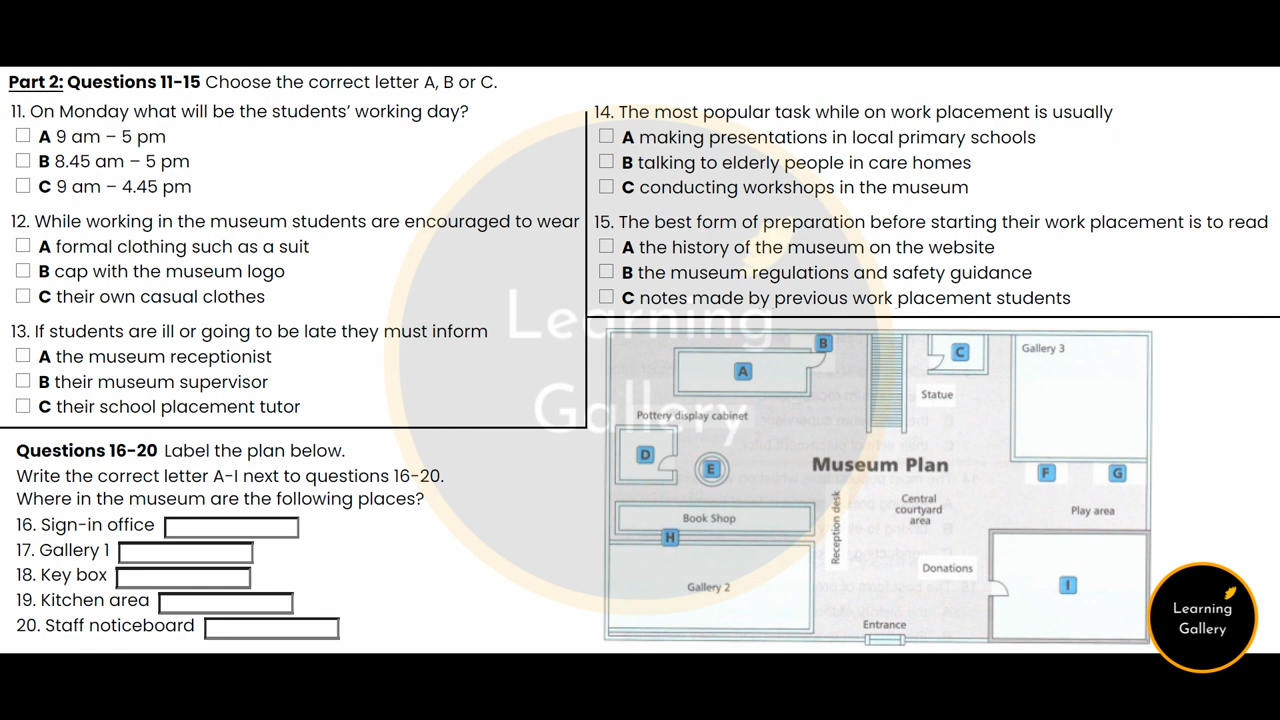 Part 2: Questions 11-15 Choose the correct letter A, B or C.
11. On Monday what will be the students’ working day?
A 9 am – 5 pm
B 8.45 am – 5 pm
C 9 am – 4.45 pm
12. While working in the museum students are encouraged to wear
A formal clothing such as a suit
B cap with the museum logo
C their own casual clothes
13. If students are ill or going to be late they must inform
A the museum receptionist
B their museum supervisor
C their school placement tutor
14. The most popular task while on work placement is usually
A making presentations in local primary schools
B talking to elderly people in care homes
C conducting workshops in the museum
15. The best form of preparation before starting their work placement is to read
A the history of the museum on the website
B the museum regulations and safety guidance
C notes made by previous work placement students
Questions 16-20 Label the plan below.
Write the correct letter A-I next to questions 16-20.
Where in the museum are the following places?
16. Sign-in office
17. Gallery 1
18. Key box
19. Kitchen area
20. Staff noticeboard
B
C
Gallery 3
A
Statue
Pottery display cabinet
D
E
Museum Plan
F
G
Book Shop
Reception desk
Central
courtyard
area
Play area
H
Gallery 2
Donations
I
Entrance
Learning
Gallery
Learning
Gallery